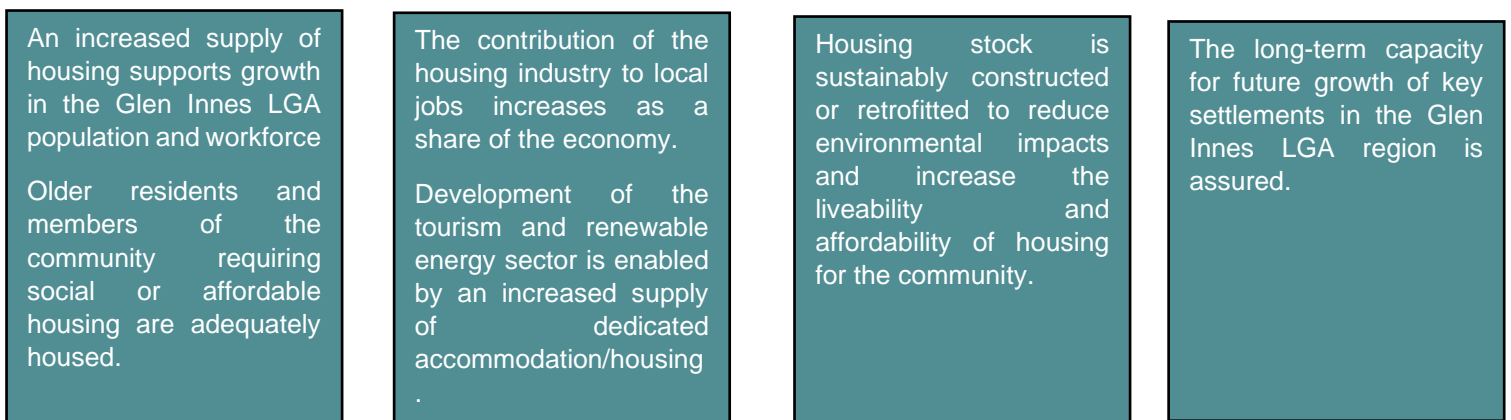 An increased supply of
housing supports growth
in the Glen Innes LGA
population and workforce
Older residents and
members of the
community requiring
social or affordable
housing are adequately
housed.
The contribution of the
housing industry to local
jobs increases as a
share of the economy.
Development of the
tourism and renewable
energy sector is enabled
by an increased supply
of dedicated
accommodation/housing
.
Housing stock is
sustainably constructed
or retrofitted to reduce
environmental impacts
and increase the
liveability and
affordability of housing
for the community.
The long-term capacity
for future growth of key
settlements in the Glen
Innes LGA region is
assured.